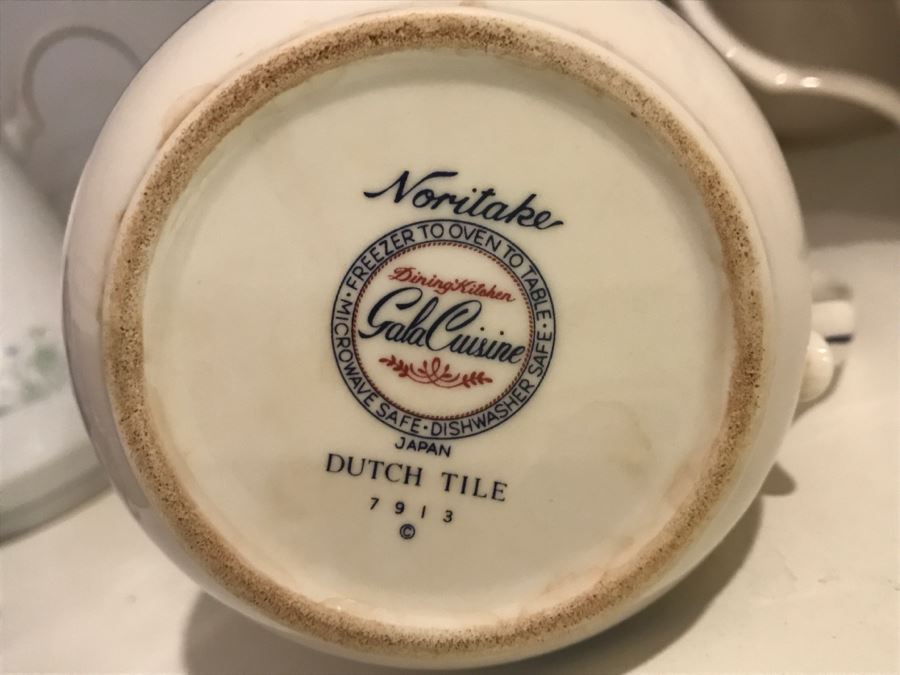 Noritake
FREEZER TO OVEN TO TABLE · DISHWASHER SAFE · MICROWAVE SAFE ·
Dining Kitchen
Gala Cuisine
JAPAN
DUTCH TILE
7913
©